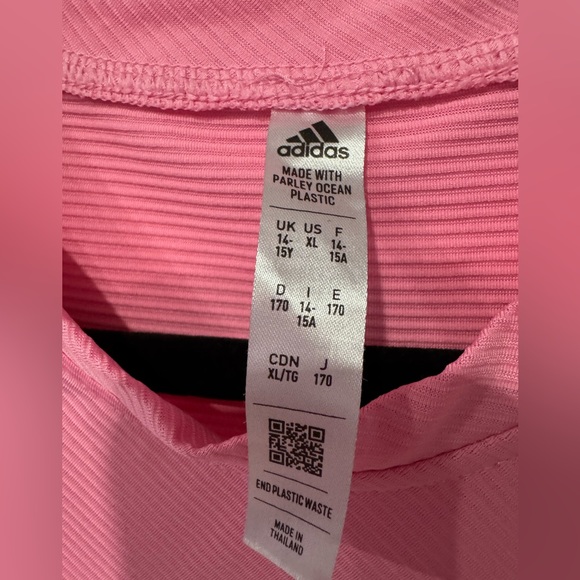 adidas
MADE WITH
PARLEY OCEAN
PLASTIC
UK US F
14- XL 14-
15Y 15A
D I E
170 14- 170
15A
CDN J
XL/TG 170
END PLASTIC WASTE
MADE IN
THAILAND